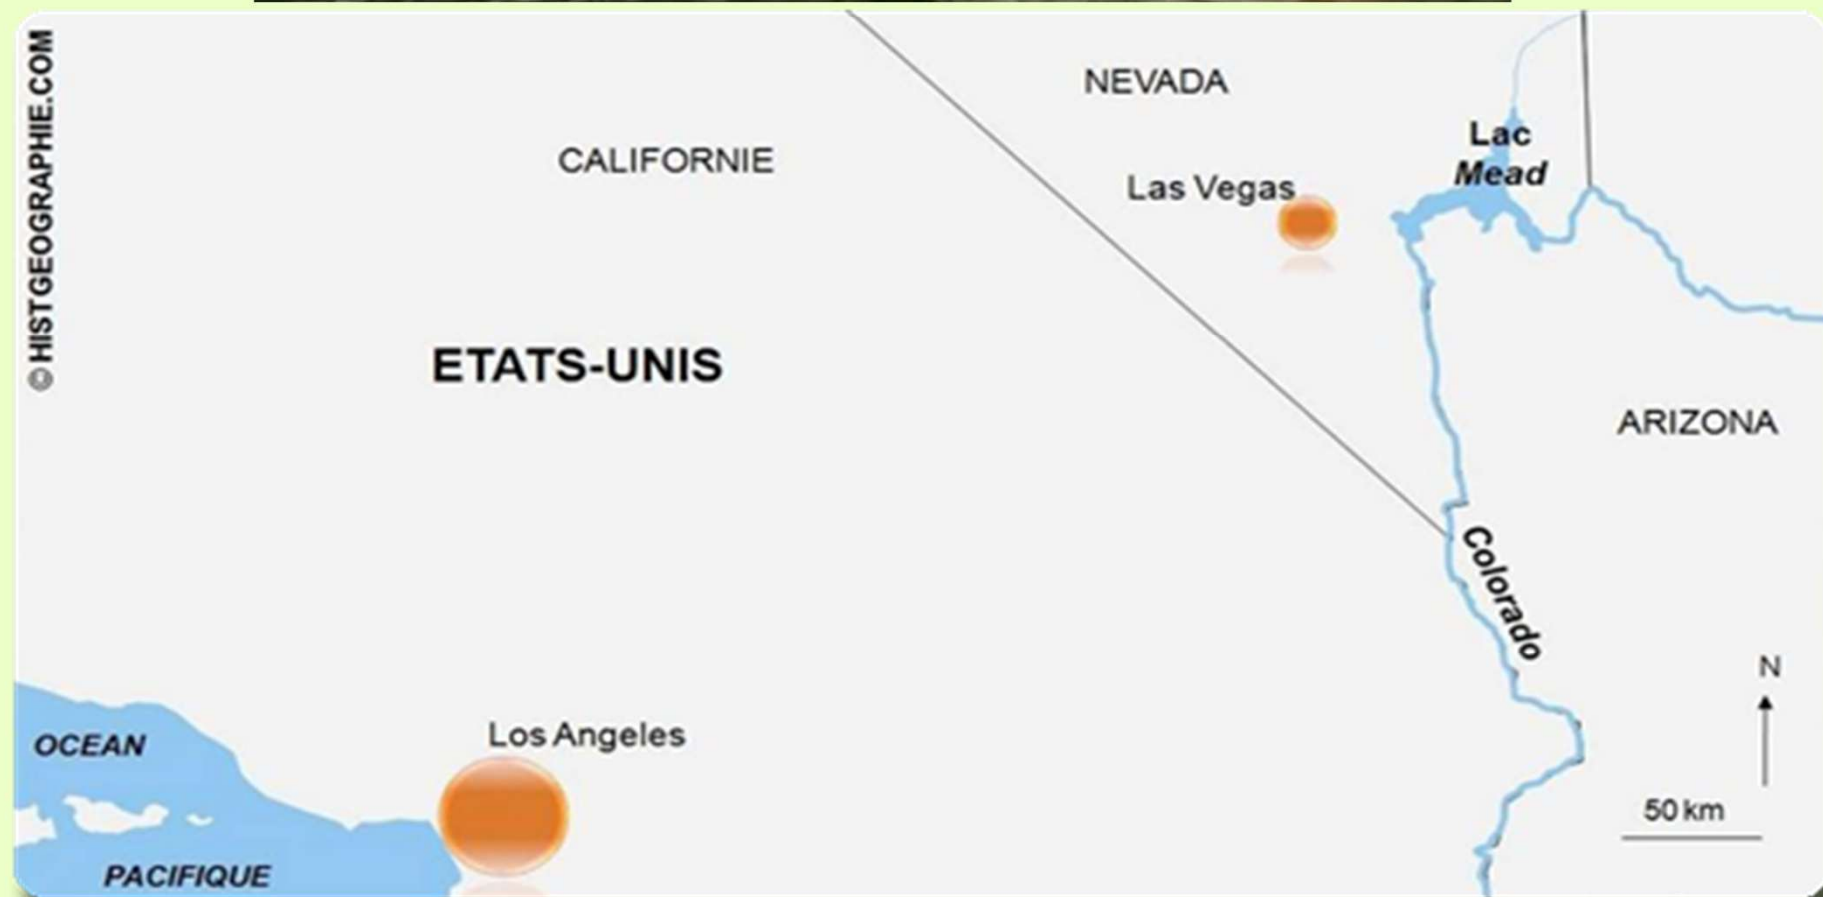 © HISTGEOGRAPHIE.COM
NEVADA
Lac
Mead
CALIFORNIE
Las Vegas
ETATS-UNIS
ARIZONA
Colorado
N
Los Angeles
OCEAN
50 km
PACIFIQUE